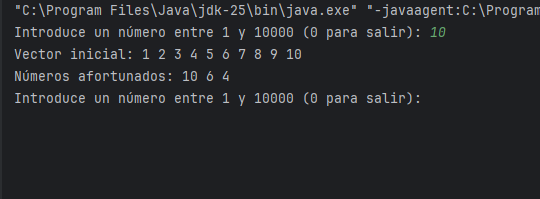 "C:\Program Files\Java\jdk-25\bin\java.exe" "-javaagent:C:\Program
Introduce un número entre 1 y 10000 (0 para salir): 10
Vector inicial: 1 2 3 4 5 6 7 8 9 10
Números afortunados: 10 6 4
Introduce un número entre 1 y 10000 (0 para salir):